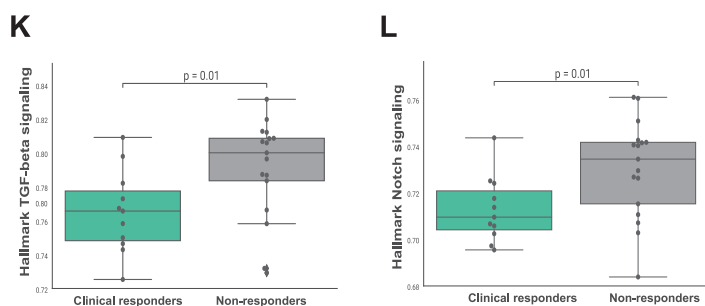 K
Hallmark TGF-beta signaling
0.84
0.82
0.80
0.78
0.76
0.74
0.72
p = 0.01
Clinical responders
Non-responders
L
Hallmark Notch signaling
0.76
0.74
0.72
0.70
0.68
p = 0.01
Clinical responders
Non-responders